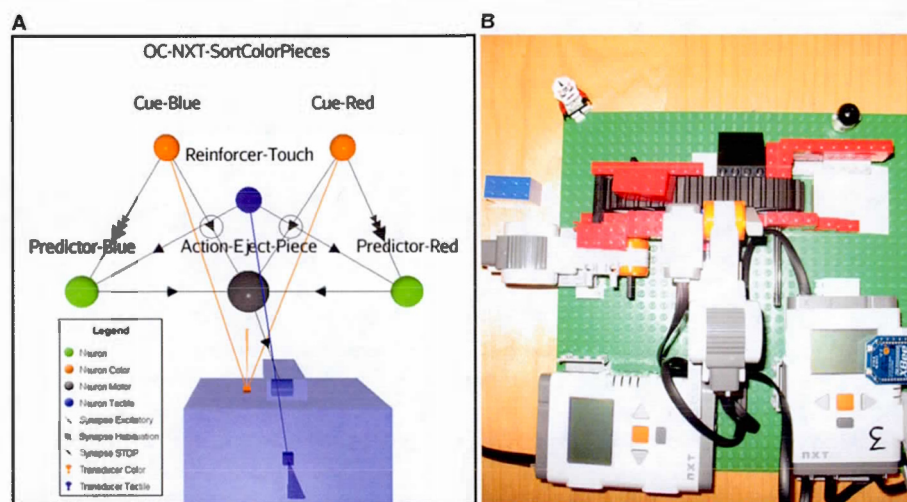 A
OC-NXT-SortColorPieces
Cue-Blue
Cue-Red
Reinforcer-Touch
Predictor-Blue
Action-Eject-Piece
Predictor-Red
Legend
Neuron
Neuron Color
Neuron Motor
Neuron Tactile
Synapse Excitatory
Synapse Habituation
Synapse STOP
Transducer Color
Transducer Tactile
B
NXT
NXT
3